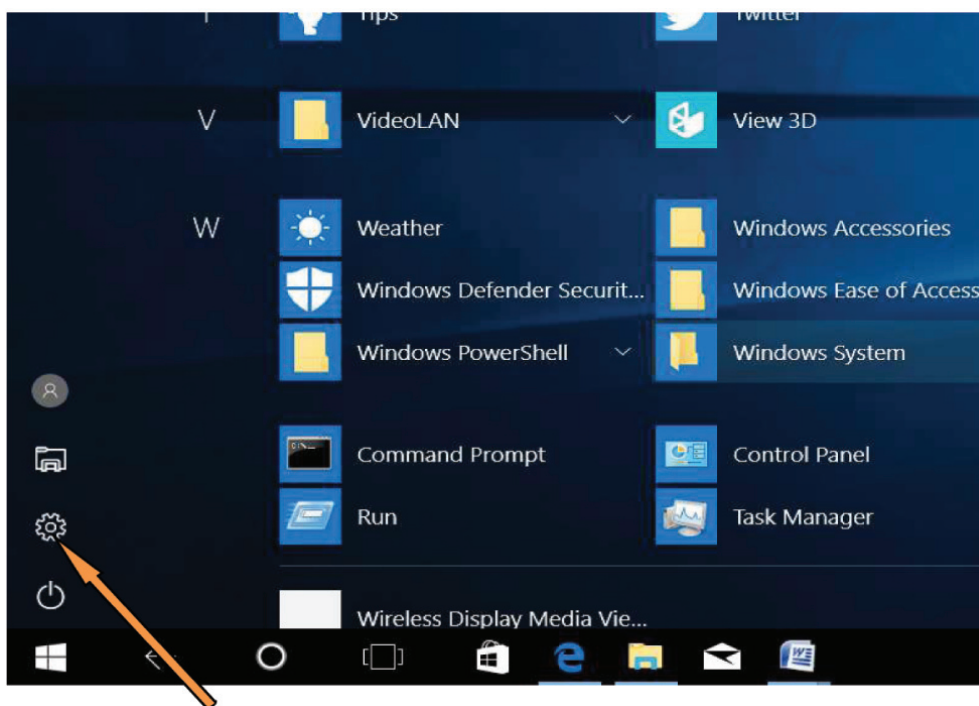 T
Tips Twitter
V VideoLAN View 3D
W Weather Windows Accessories
Windows Defender Securit... Windows Ease of Access
Windows PowerShell Windows System
Command Prompt Control Panel
Run Task Manager
Wireless Display Media Vie...